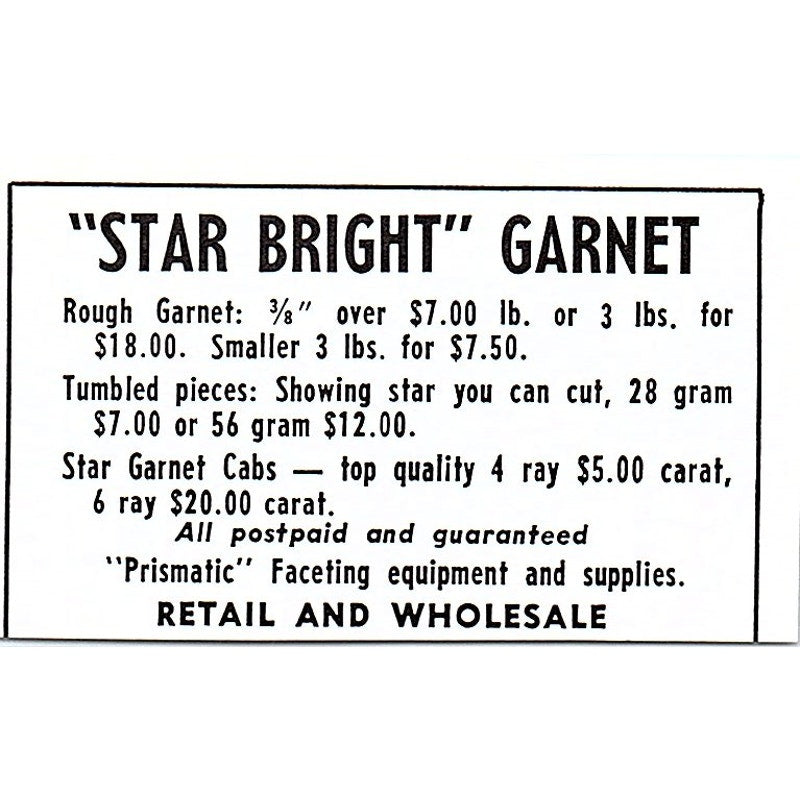 "STAR BRIGHT" GARNET
Rough Garnet: ⅜" over $7.00 lb. or 3 lbs. for
$18.00. Smaller 3 lbs. for $7.50.
Tumbled pieces: Showing star you can cut, 28 gram
$7.00 or 56 gram $12.00.
Star Garnet Cabs — top quality 4 ray $5.00 carat,
6 ray $20.00 carat.
All postpaid and guaranteed
"Prismatic" Faceting equipment and supplies.
RETAIL AND WHOLESALE